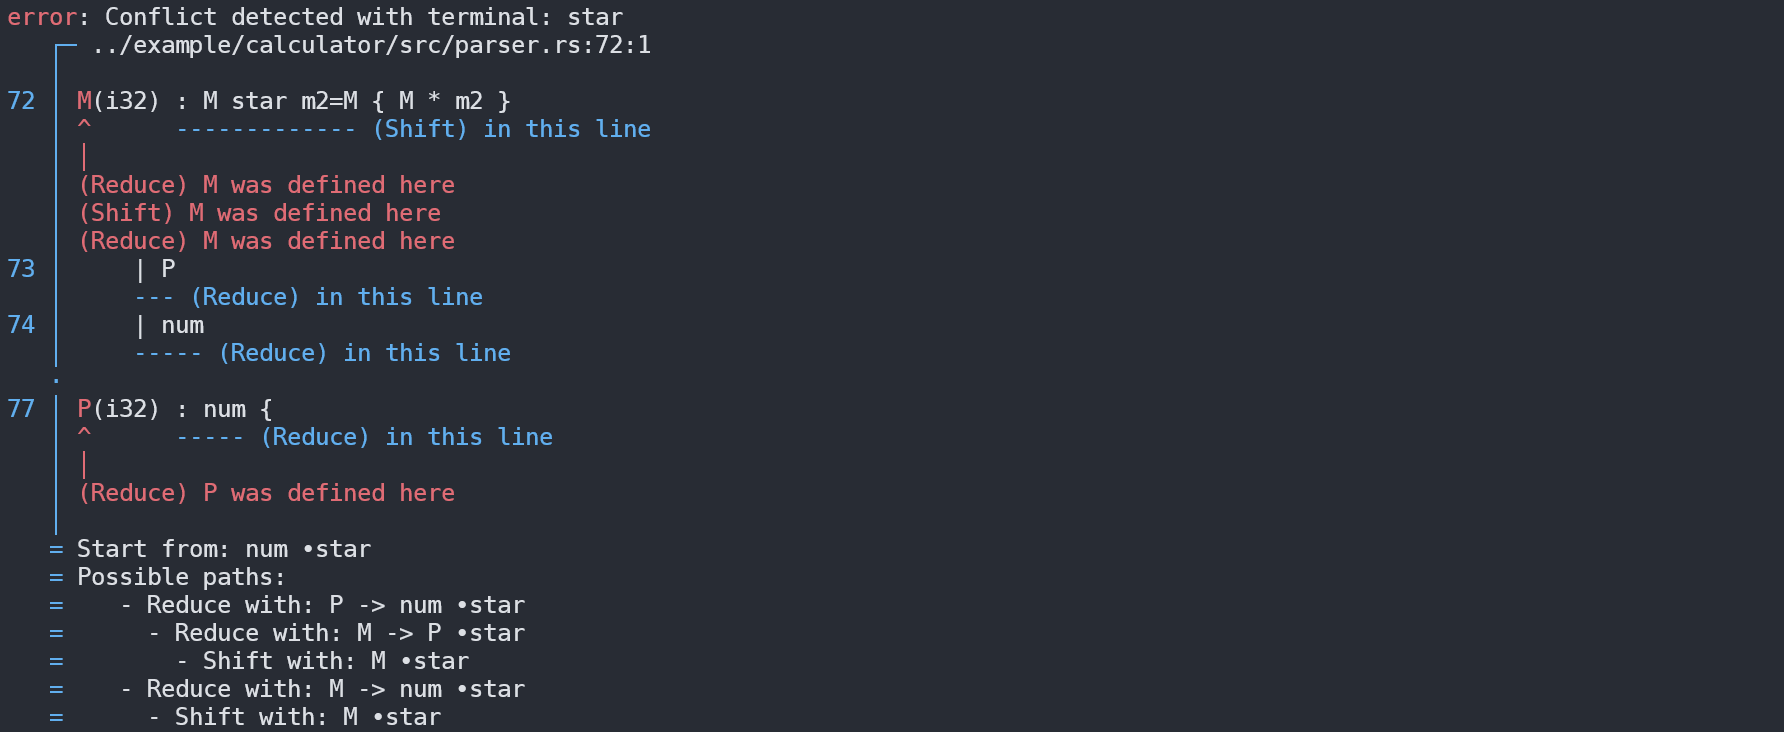 error: Conflict detected with terminal: star
../example/calculator/src/parser.rs:72:1
72 │ M(i32) : M star m2=M { M * m2 }
^ ------------- (Shift) in this line
│
(Reduce) M was defined here
(Shift) M was defined here
(Reduce) M was defined here
73 │ | P
--- (Reduce) in this line
74 │ | num
----- (Reduce) in this line
·
77 │ P(i32) : num {
^ ----- (Reduce) in this line
│
(Reduce) P was defined here
= Start from: num •star
= Possible paths:
= - Reduce with: P -> num •star
= - Reduce with: M -> P •star
= - Shift with: M •star
= - Reduce with: M -> num •star
= - Shift with: M •star